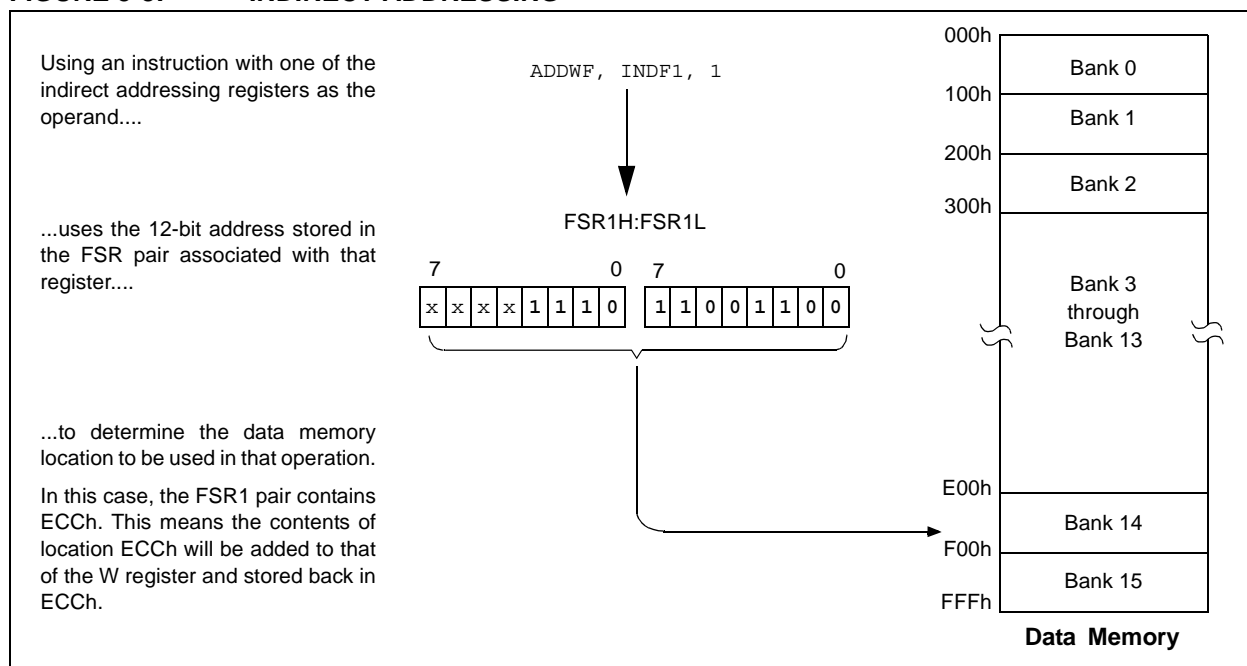 Using an instruction with one of the
indirect addressing registers as the
operand....
ADDWF, INDF1, 1
...uses the 12-bit address stored in
the FSR pair associated with that
register....
FSR1H:FSR1L
7 0 7 0
x x x x 1 1 1 0 1 1 0 0 1 1 0 0
...to determine the data memory
location to be used in that operation.
In this case, the FSR1 pair contains
ECCh. This means the contents of
location ECCh will be added to that
of the W register and stored back in
ECCh.
000h
Bank 0
100h
Bank 1
200h
Bank 2
300h
Bank 3
through
Bank 13
E00h
Bank 14
F00h
Bank 15
FFFh
Data Memory